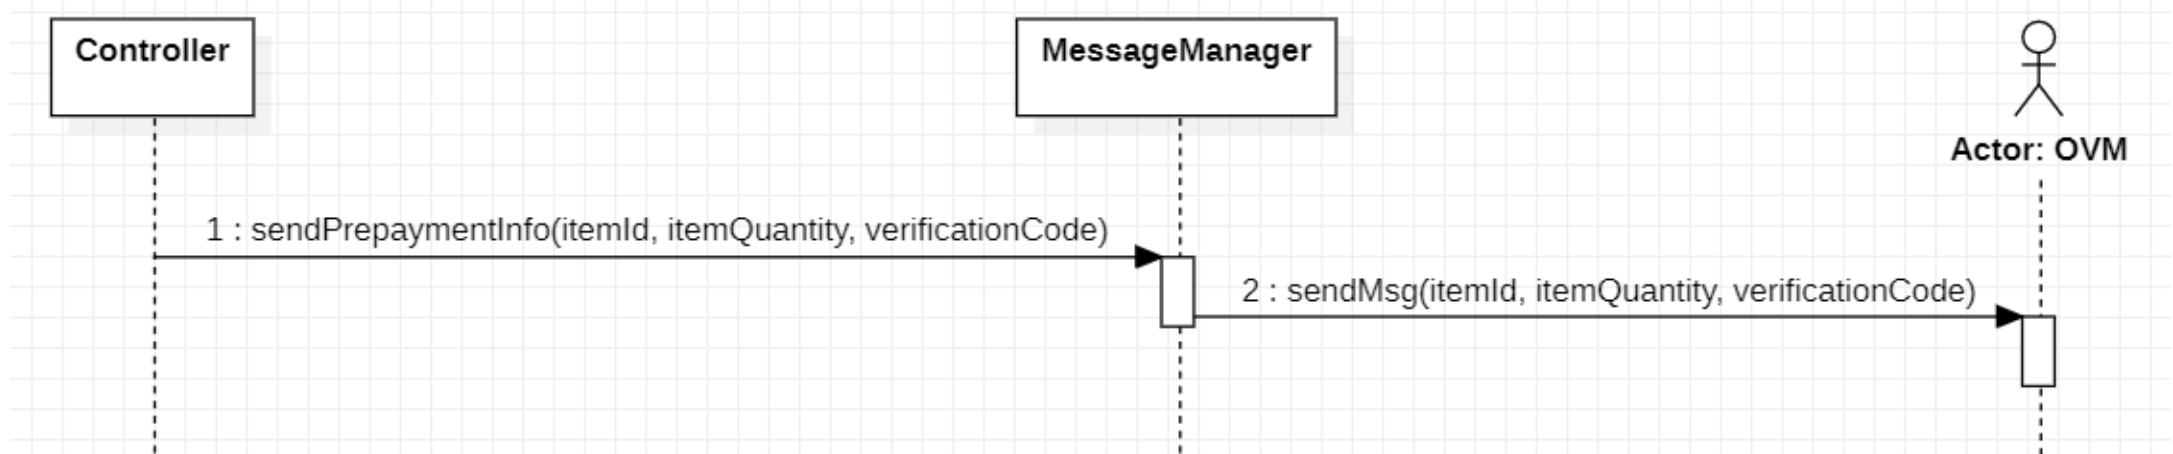 Controller
MessageManager
Actor: OVM
1 : sendPrepaymentInfo(itemId, itemQuantity, verificationCode)
2 : sendMsg(itemId, itemQuantity, verificationCode)